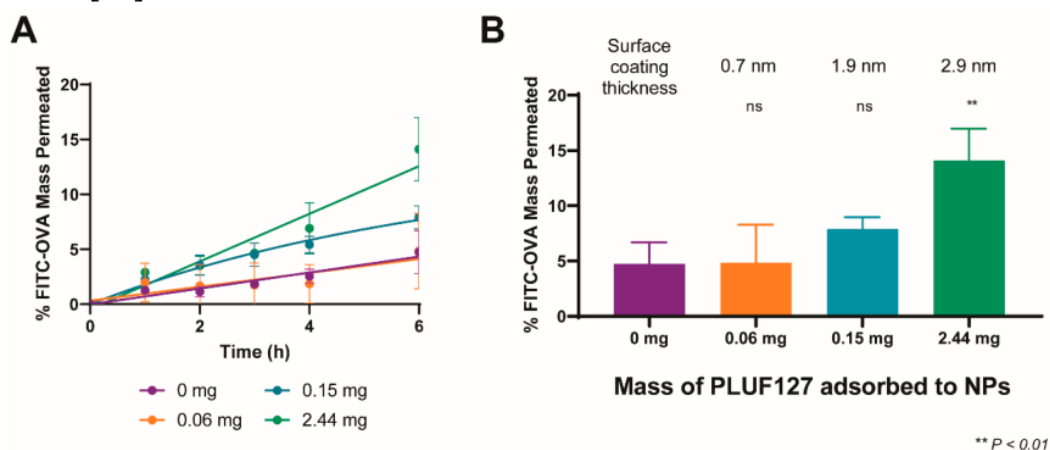 A
% FITC-OVA Mass Permeated
20
15
10
5
0
0 2 4 6
Time (h)
0 mg 0.15 mg
0.06 mg 2.44 mg
B
Surface
coating
thickness
0.7 nm 1.9 nm 2.9 nm
ns ns **
% FITC-OVA Mass Permeated
20
15
10
5
0
0 mg 0.06 mg 0.15 mg 2.44 mg
Mass of PLUF127 adsorbed to NPs
** P < 0.01